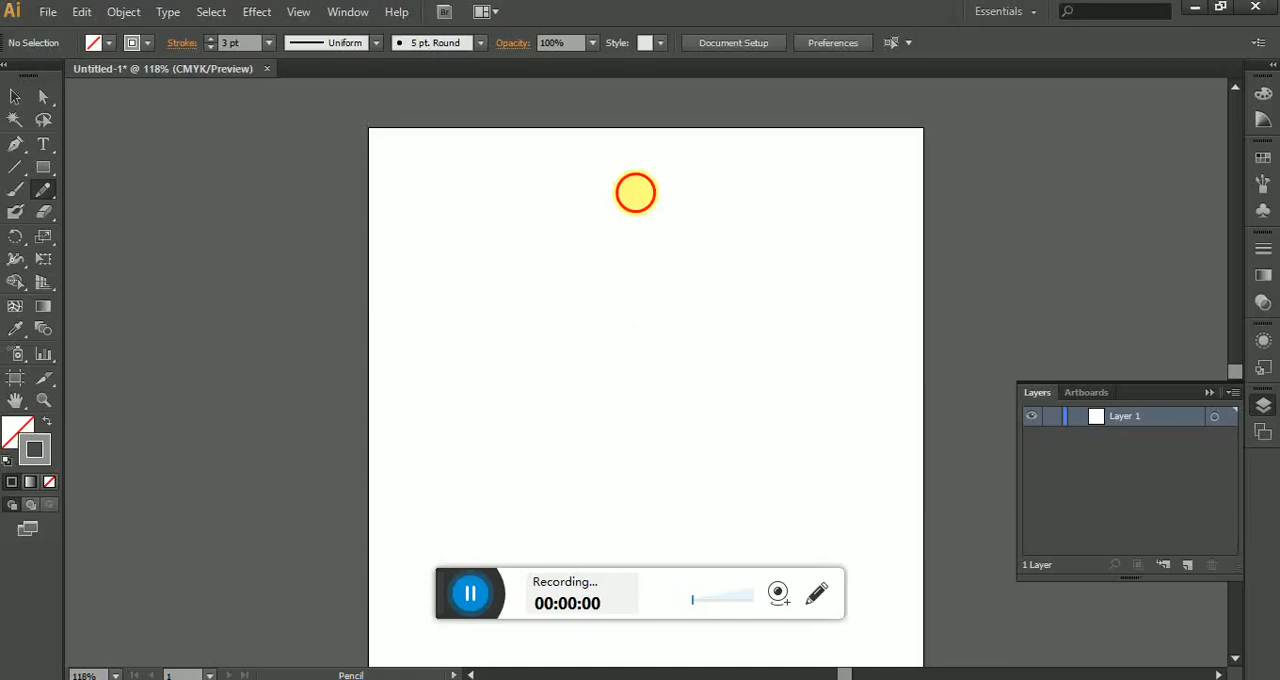 Ai File Edit Object Type Select Effect View Window Help Br Essentials
No Selection Stroke: 3 pt Uniform 5 pt. Round Opacity: 100% Style: Document Setup Preferences
Untitled-1* @ 118% (CMYK/Preview) ×
T
Layers Artboards
Layer 1
1 Layer
Recording...
00:00:00
118% 1 Pencil